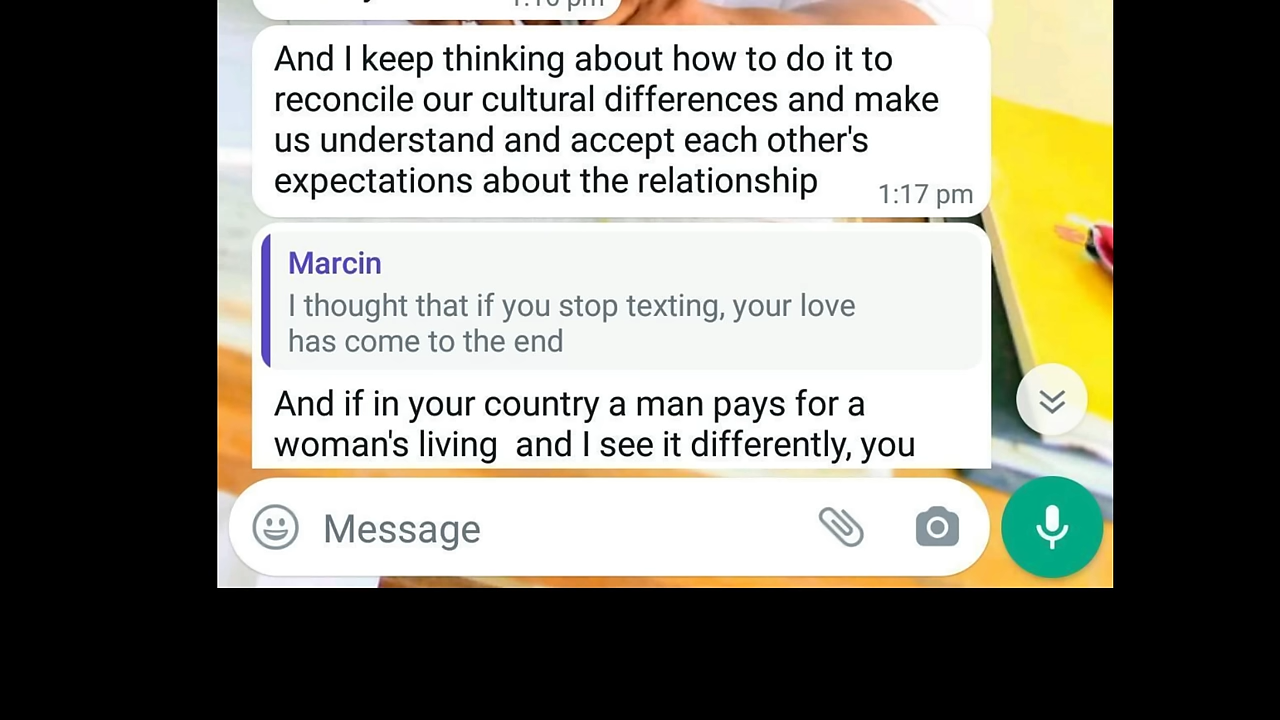 1:16 pm
And I keep thinking about how to do it to
reconcile our cultural differences and make
us understand and accept each other's
expectations about the relationship
1:17 pm
Marcin
I thought that if you stop texting, your love
has come to the end
And if in your country a man pays for a
woman's living  and I see it differently, you
Message